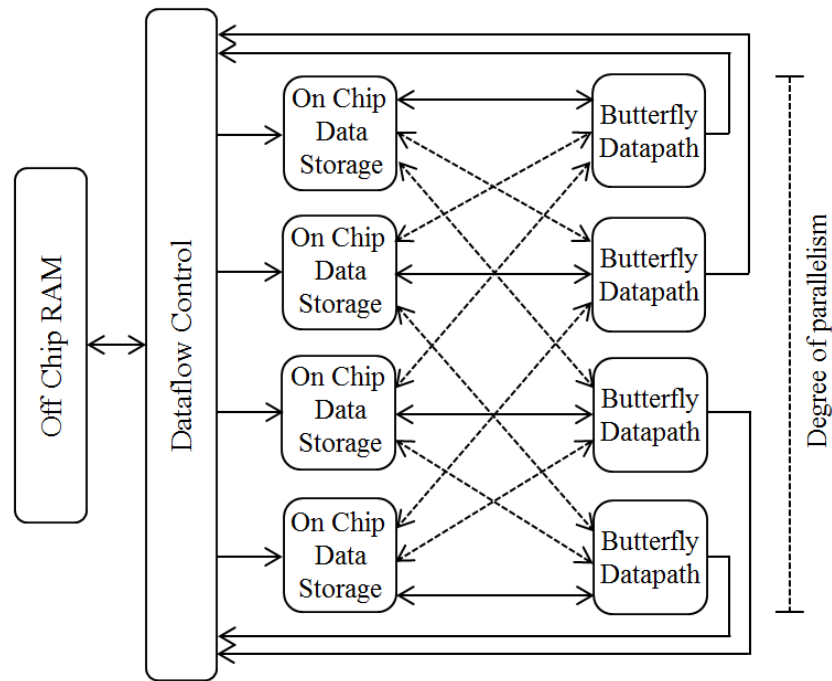 Off Chip RAM
Dataflow Control
On Chip
Data
Storage
Butterfly
Datapath
On Chip
Data
Storage
Butterfly
Datapath
On Chip
Data
Storage
Butterfly
Datapath
On Chip
Data
Storage
Butterfly
Datapath
Degree of parallelism